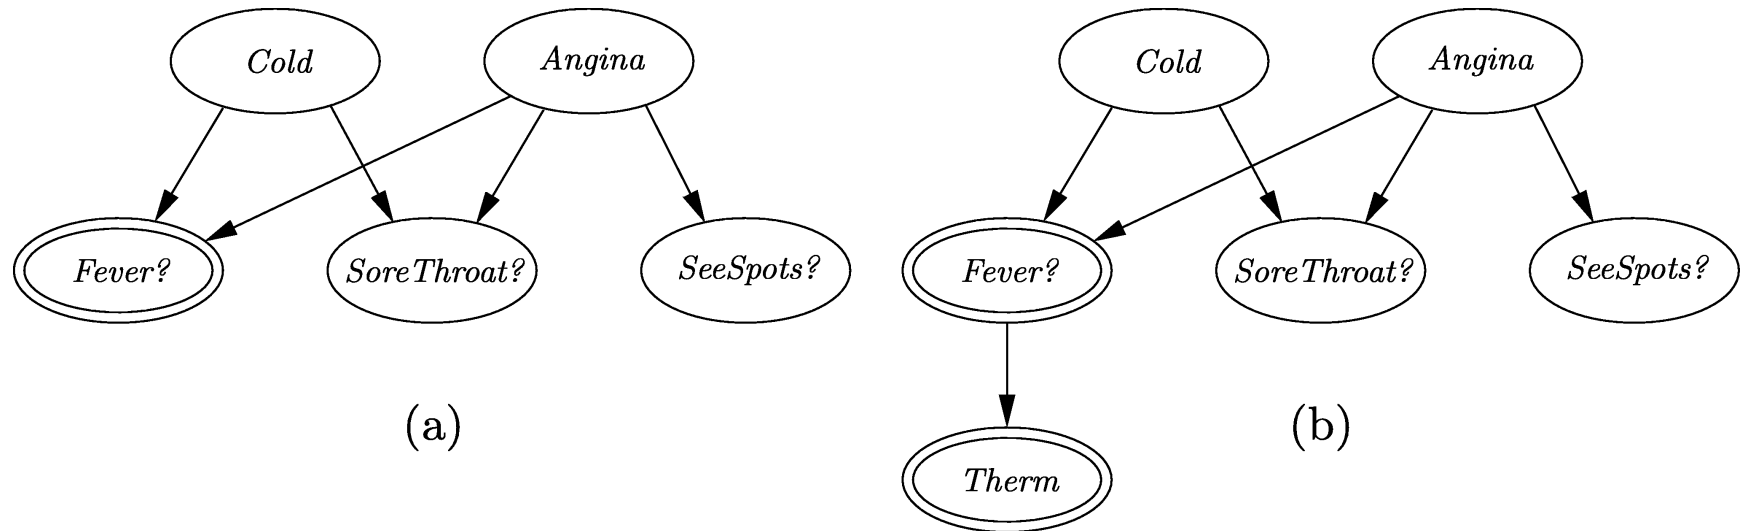 Cold Angina Cold Angina
Fever? SoreThroat? SeeSpots? Fever? SoreThroat? SeeSpots?
(a) (b)
Therm